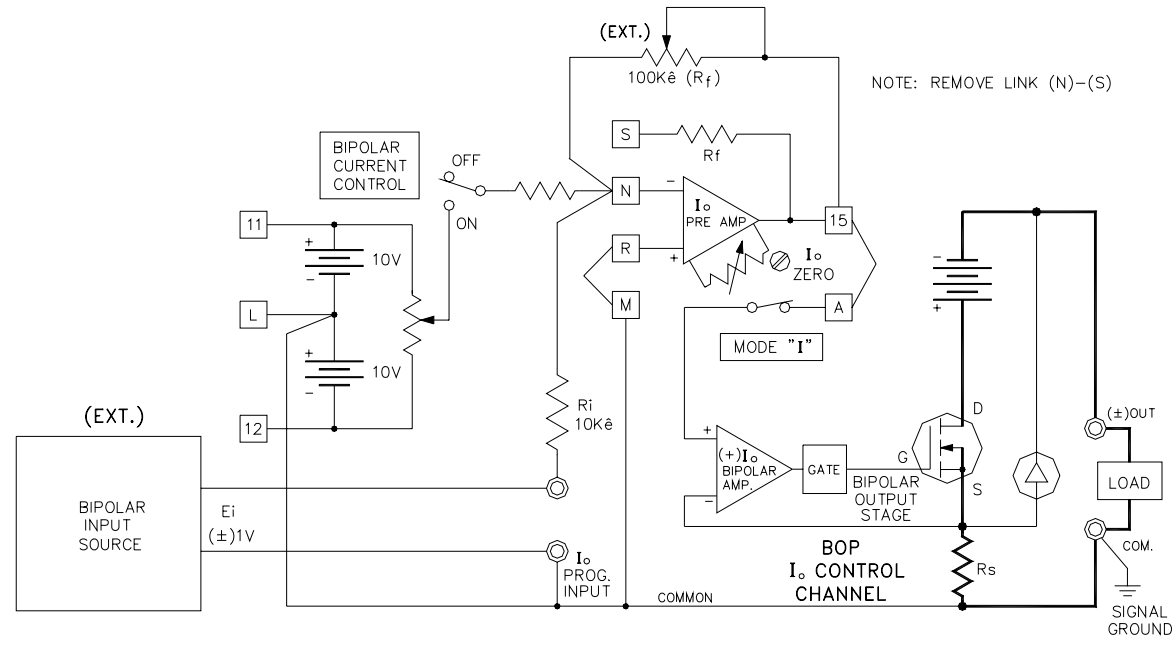 (EXT.)
100Kê (Rf)
NOTE: REMOVE LINK (N)-(S)
BIPOLAR
CURRENT
CONTROL
OFF
ON
S
Rf
N
-
Io
PRE AMP
15
R
+
Io
ZERO
M
A
MODE "I"
11
+
10V
-
L
+
10V
-
12
-
+
Ri
10Kê
(EXT.)
BIPOLAR
INPUT
SOURCE
Ei
(±)1V
Io
PROG.
INPUT
+
(+)Io
BIPOLAR
AMP.
-
GATE
G
D
S
BIPOLAR
OUTPUT
STAGE
(±)OUT
LOAD
COM.
BOP
Io CONTROL
CHANNEL
Rs
COMMON
SIGNAL
GROUND